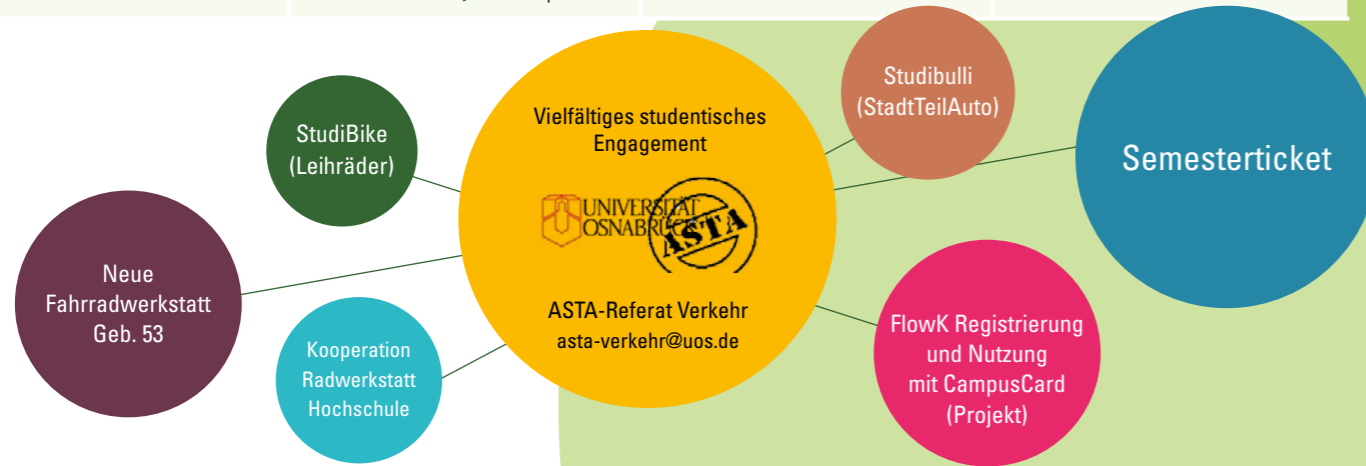 StudiBike
(Leihräder)
Neue
Fahrradwerkstatt
Geb. 53
Kooperation
Radwerkstatt
Hochschule
Vielfältiges studentisches
Engagement
UNIVERSITÄT
OSNABRÜCK
ASTA
ASTA-Referat Verkehr
asta-verkehr@uos.de
Studibulli
(StadtTeilAuto)
Semesterticket
FlowK Registrierung
und Nutzung
mit CampusCard
(Projekt)